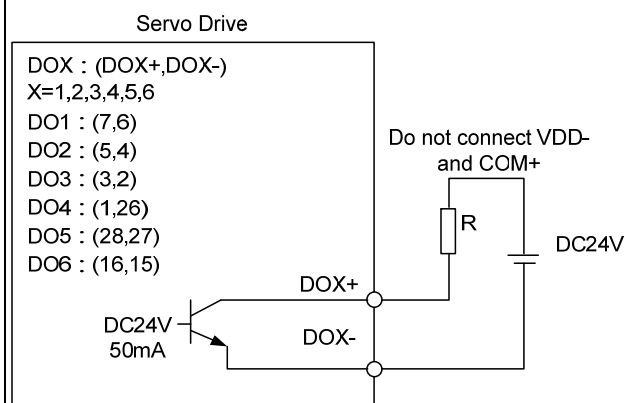 Servo Drive
DOX : (DOX+,DOX-)
X=1,2,3,4,5,6
DO1 : (7,6)
DO2 : (5,4)
DO3 : (3,2)
DO4 : (1,26)
DO5 : (28,27)
DO6 : (16,15)
Do not connect VDD-
and COM+
R
DC24V
DOX+
DC24V
50mA
DOX-